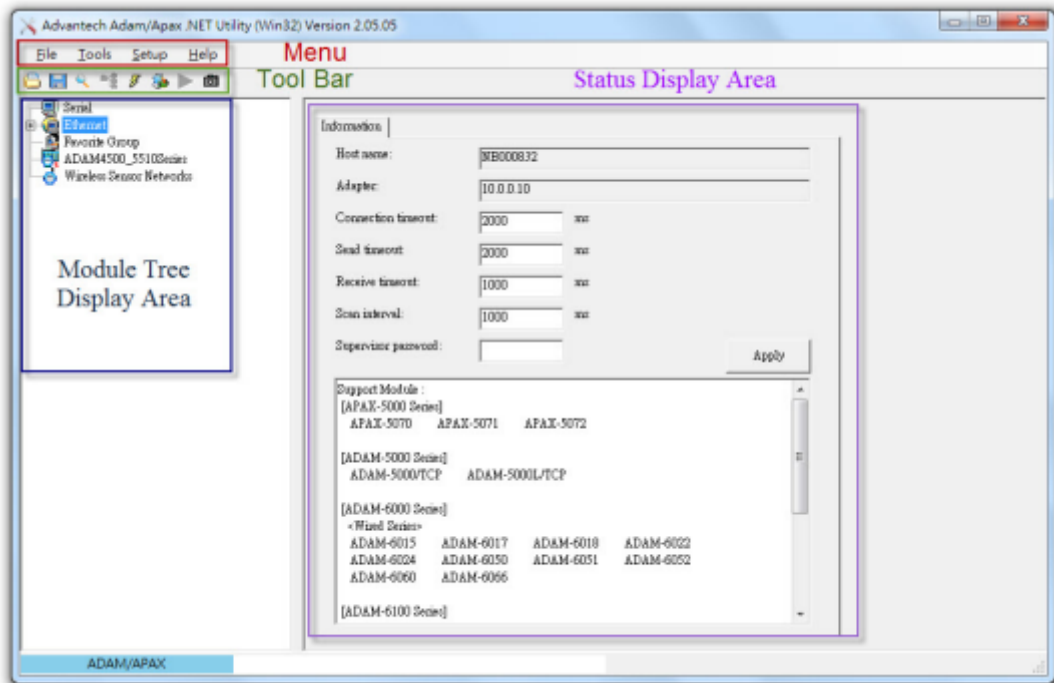 Advantech Adam/Apax .NET Utility (Win32) Version 2.05.05
File Tools Setup Help
Menu
Tool Bar
Status Display Area
Serial
Ethernet
Favorite Group
ADAM4500_5510Series
Wireless Sensor Networks
Module Tree
Display Area
Information
Host name: NB000832
Adapter: 10.0.0.10
Connection timeout: 2000 ms
Send timeout: 2000 ms
Receive timeout: 1000 ms
Scan interval: 1000 ms
Supervisor password:
Apply
Support Module :
[APAX-5000 Series]
APAX-5070 APAX-5071 APAX-5072
[ADAM-5000 Series]
ADAM-5000/TCP ADAM-5000L/TCP
[ADAM-6000 Series]
<Wired Series>
ADAM-6015 ADAM-6017 ADAM-6018 ADAM-6022
ADAM-6024 ADAM-6050 ADAM-6051 ADAM-6052
ADAM-6060 ADAM-6066
[ADAM-6100 Series]
ADAM/APAX